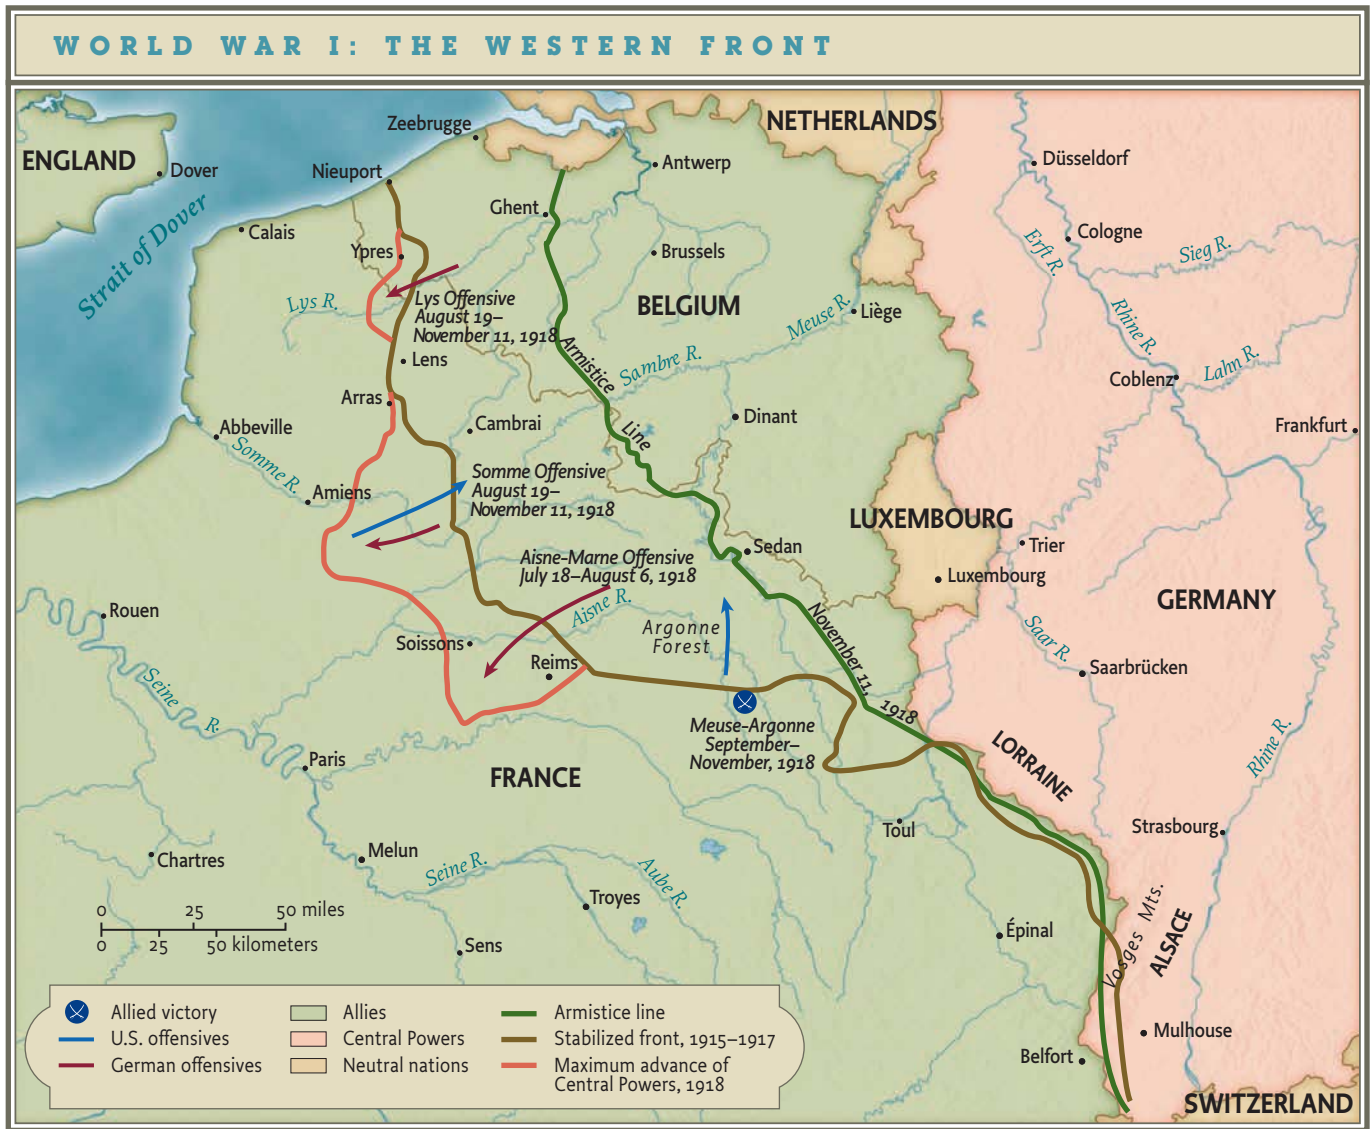 WORLD WAR I: THE WESTERN FRONT
NETHERLANDS
Zeebrugge
ENGLAND
Dover
Nieuport
Antwerp
Düsseldorf
Strait of Dover
Calais
Ghent
Ypres
Brussels
Cologne
Erft R.
Sieg R.
Lys R.
Lys Offensive
August 19–
November 11, 1918
BELGIUM
Meuse R.
Liège
Rhine R.
Lens
Armistice
Line
November 11,
1918
Sambre R.
Coblenz
Lahn R.
Arras
Abbeville
Cambrai
Dinant
Frankfurt
Somme R.
Amiens
Somme Offensive
August 19–
November 11, 1918
LUXEMBOURG
Sedan
Trier
Aisne-Marne Offensive
July 18–August 6, 1918
Luxembourg
GERMANY
Rouen
Aisne R.
Argonne
Forest
Soissons
Reims
Saar R.
Saarbrücken
Seine
R.
Meuse-Argonne
September–
November, 1918
Paris
FRANCE
LORRAINE
Rhine R.
Toul
Strasbourg
Chartres
Melun
Seine R.
Aube R.
Troyes
Vosges Mts.
ALSACE
Épinal
Sens
0 25 50 miles
0 25 50 kilometers
Mulhouse
Belfort
SWITZERLAND
Allied victory
U.S. offensives
German offensives
Allies
Central Powers
Neutral nations
Armistice line
Stabilized front, 1915–1917
Maximum advance of
Central Powers, 1918